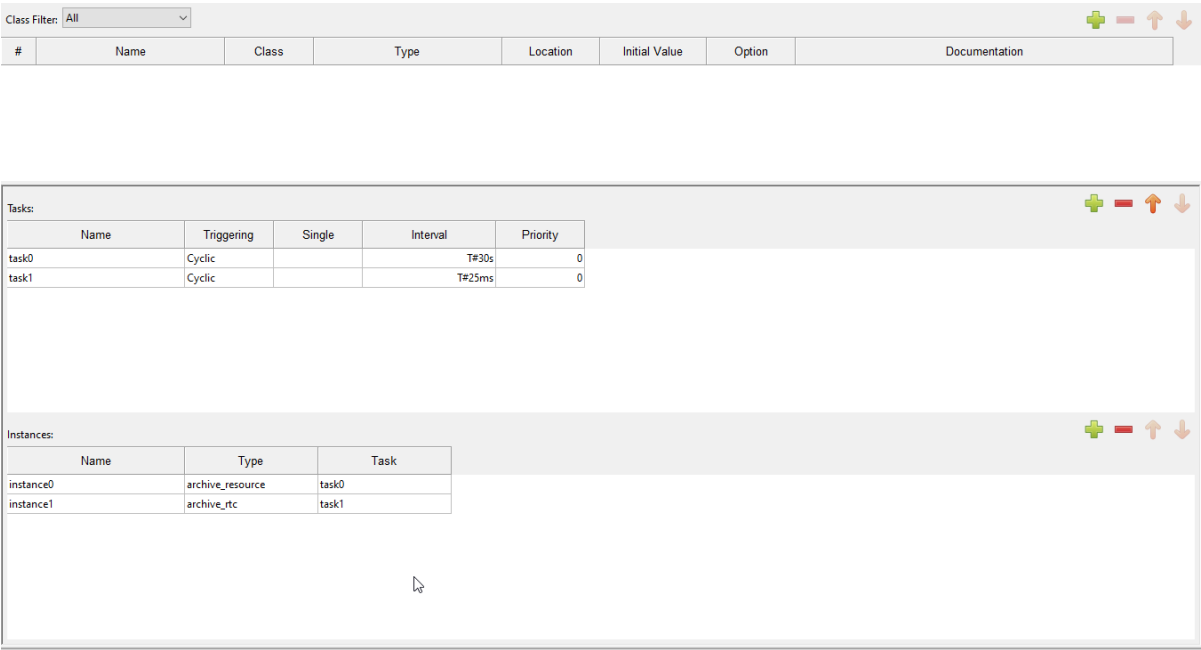 Class Filter: All
# Name Class Type Location Initial Value Option Documentation
Tasks:
Name Triggering Single Interval Priority
task0 Cyclic T#30s 0
task1 Cyclic T#25ms 0
Instances:
Name Type Task
instance0 archive_resource task0
instance1 archive_rtc task1